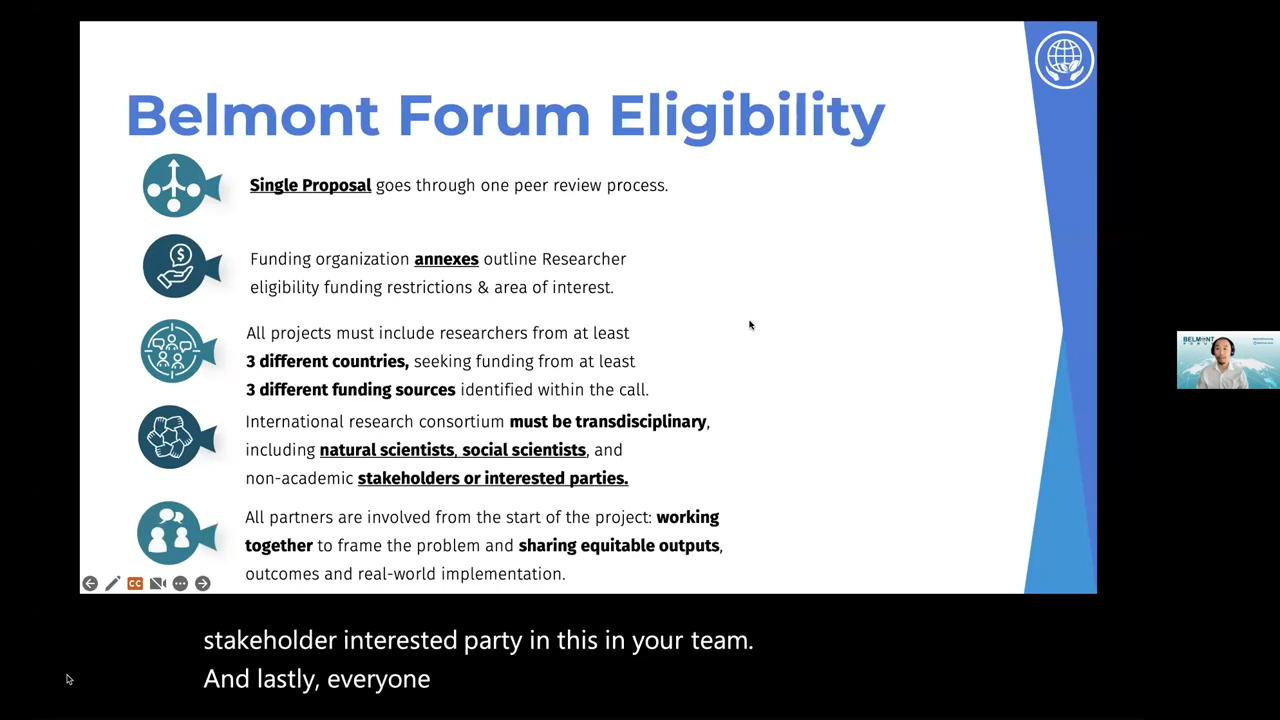 Belmont Forum Eligibility
Single Proposal goes through one peer review process.
Funding organization annexes outline Researcher
eligibility funding restrictions & area of interest.
All projects must include researchers from at least
3 different countries, seeking funding from at least
3 different funding sources identified within the call.
International research consortium must be transdisciplinary,
including natural scientists, social scientists, and
non-academic stakeholders or interested parties.
All partners are involved from the start of the project: working
together to frame the problem and sharing equitable outputs,
outcomes and real-world implementation.
CC
BELMONT
FORUM
stakeholder interested party in this in your team.
And lastly, everyone